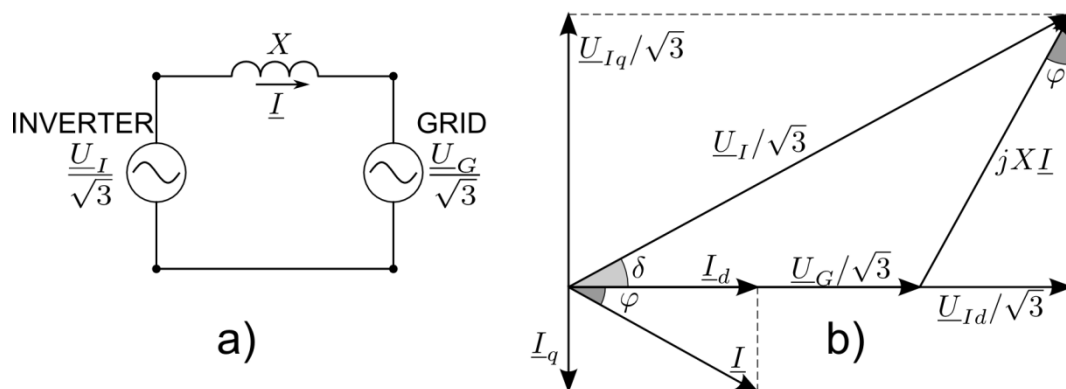 X
I
INVERTER
U_I
√3
GRID
U_G
√3
a)
U_Iq/√3
φ
U_I/√3
jXI
δ
φ
I_d
U_G/√3
U_Id/√3
I_q
I
b)